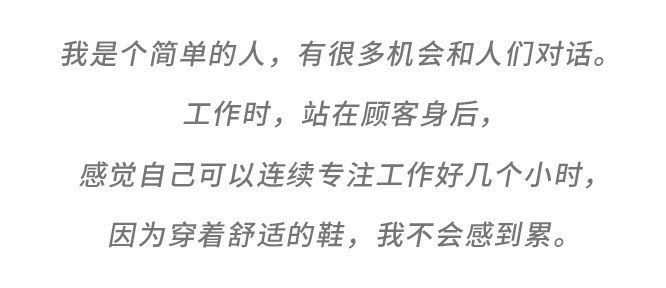 我是个简单的人，有很多机会和人们对话。
工作时，站在顾客身后，
感觉自己可以连续专注工作好几个小时，
因为穿着舒适的鞋，我不会感到累。